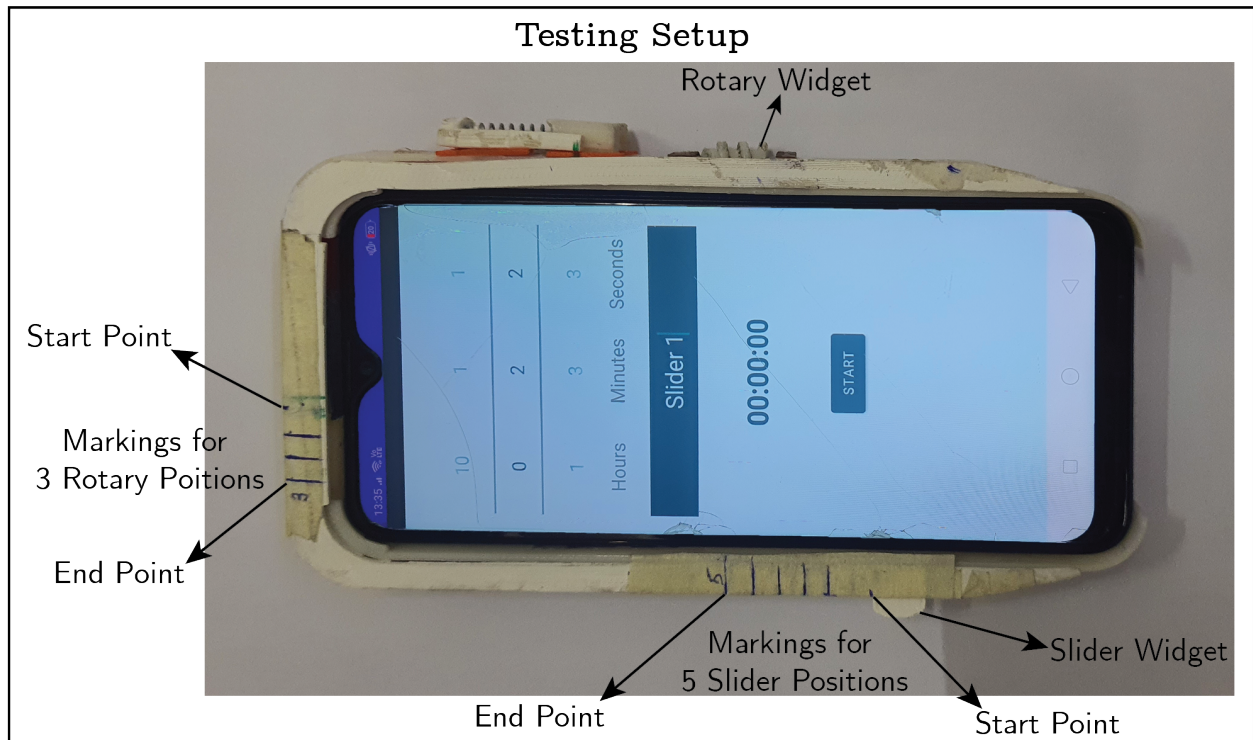 Testing Setup
Rotary Widget
Start Point
Markings for
3 Rotary Poitions
End Point
3
13:35
20
10 1 1
0 2 2
1 3 3
Hours Minutes Seconds
Slider 1
00:00:00
START
5
Markings for
5 Slider Positions
Slider Widget
End Point
Start Point